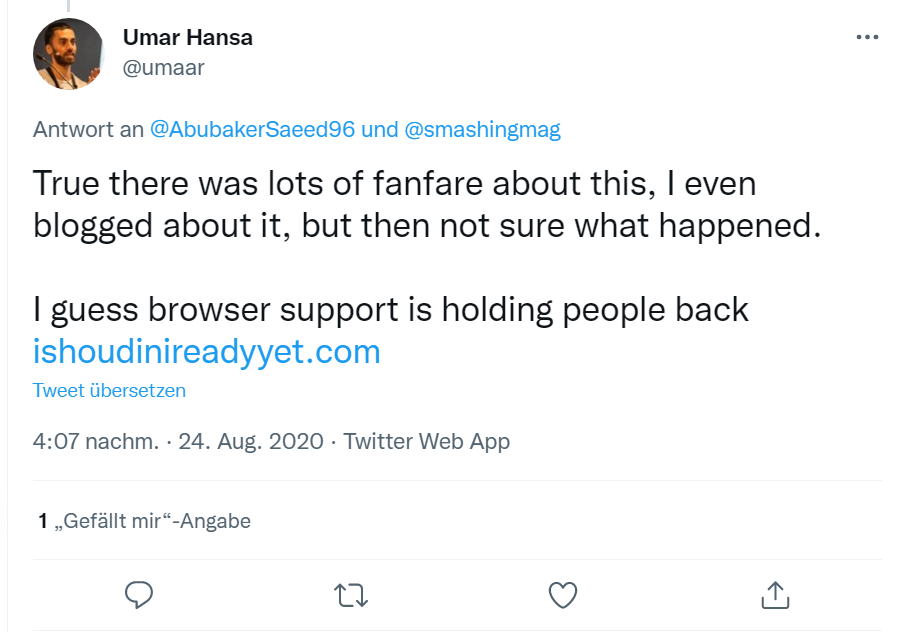 Umar Hansa
@umaar
Antwort an @AbubakerSaeed96 und @smashingmag
True there was lots of fanfare about this, I even
blogged about it, but then not sure what happened.
I guess browser support is holding people back
ishoudinireadyyet.com
Tweet übersetzen
4:07 nachm. · 24. Aug. 2020 · Twitter Web App
1 „Gefällt mir“-Angabe